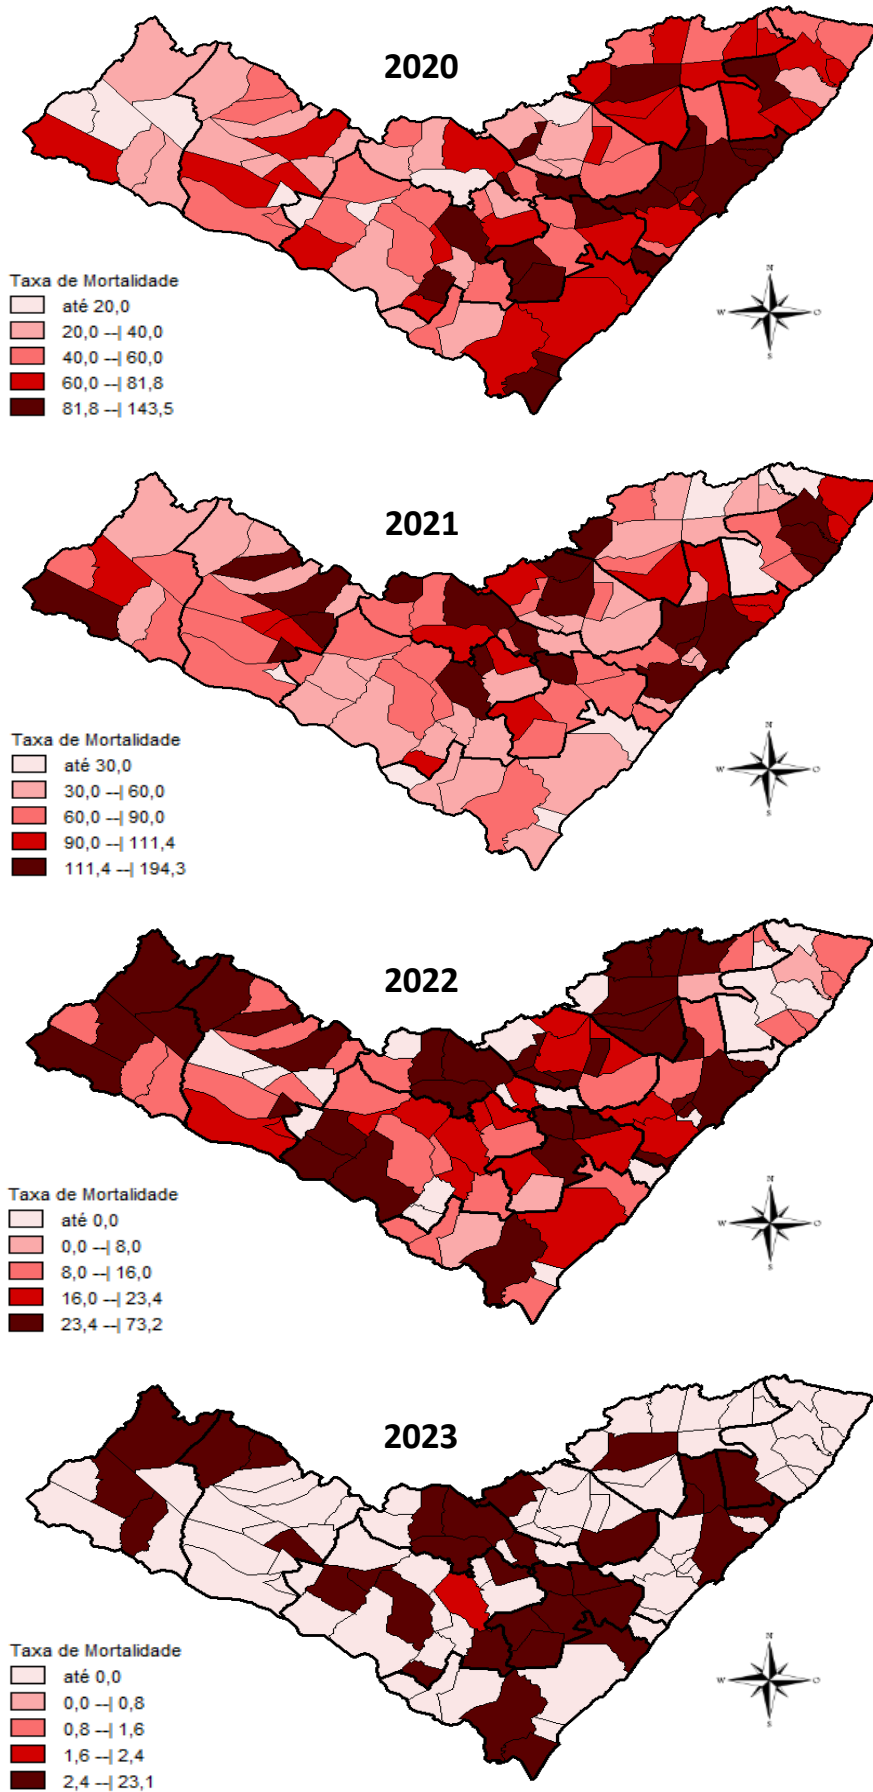 2020
Taxa de Mortalidade
até 20,0
20,0 --| 40,0
40,0 --| 60,0
60,0 --| 81,8
81,8 --| 143,5
N
W
O
S
2021
Taxa de Mortalidade
até 30,0
30,0 --| 60,0
60,0 --| 90,0
90,0 --| 111,4
111,4 --| 194,3
N
W
O
S
2022
Taxa de Mortalidade
até 0,0
0,0 --| 8,0
8,0 --| 16,0
16,0 --| 23,4
23,4 --| 73,2
N
W
O
S
2023
Taxa de Mortalidade
até 0,0
0,0 --| 0,8
0,8 --| 1,6
1,6 --| 2,4
2,4 --| 23,1
N
W
O
S